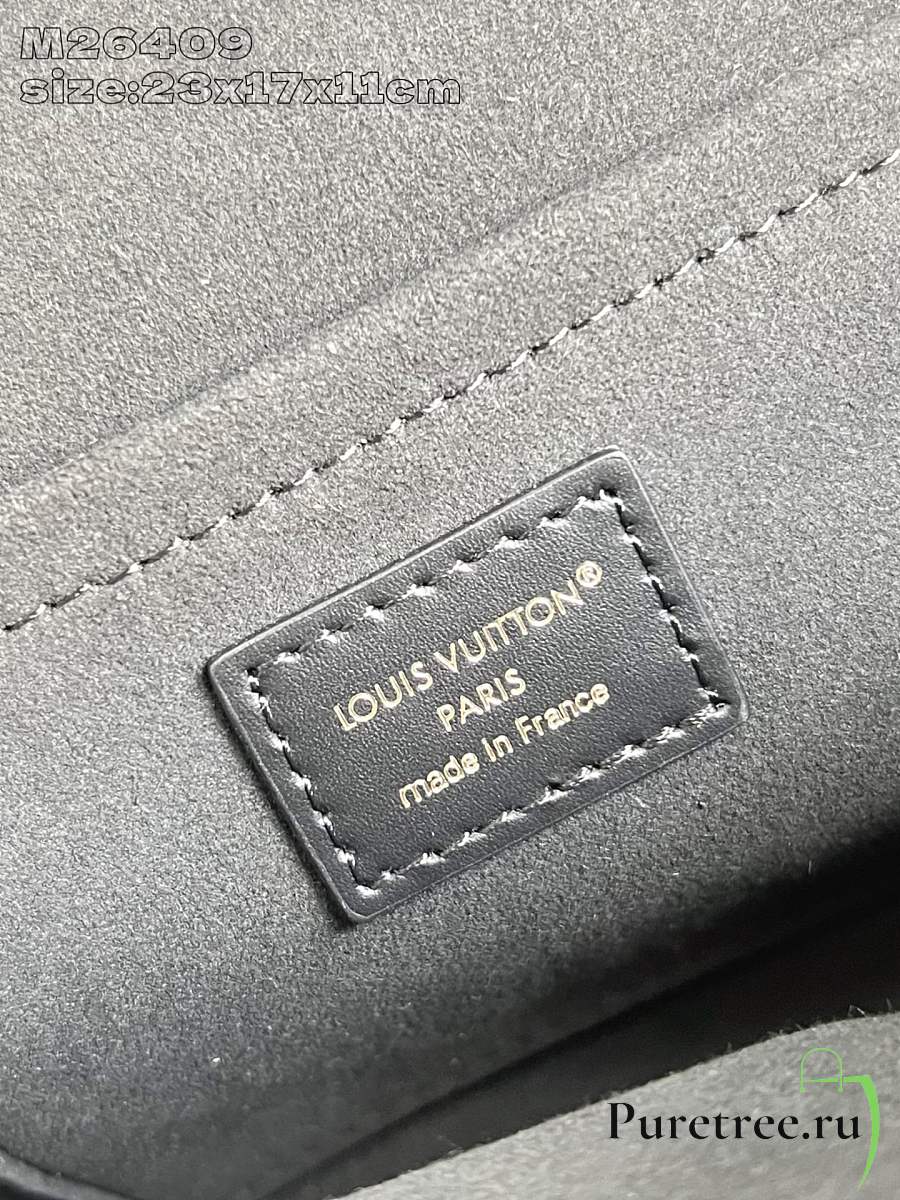 M26409
size:23x17x11cm
LOUIS VUITTON®
PARIS
made in France
Puretree.ru